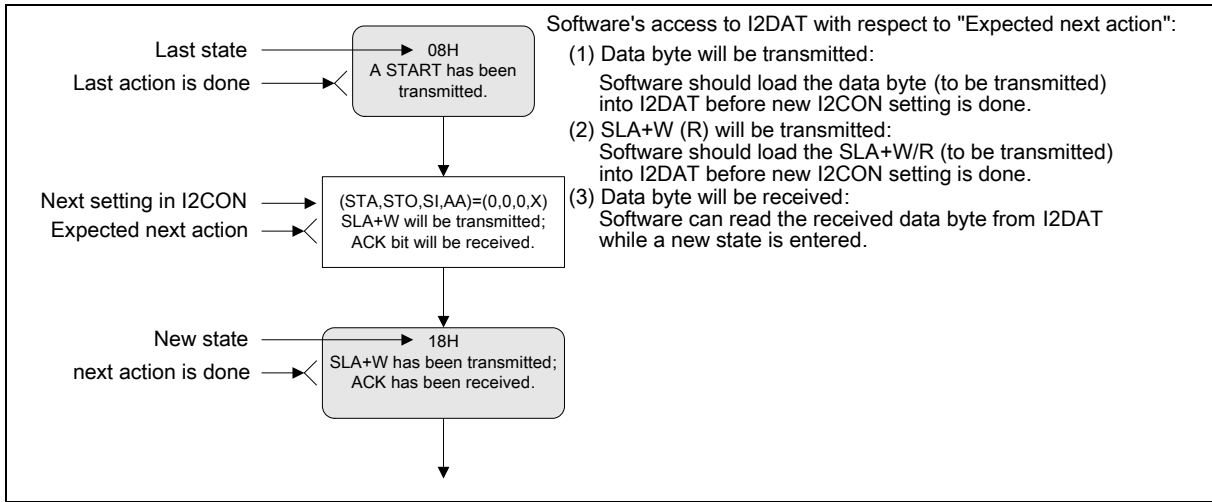 Last state
Last action is done
08H
A START has been
transmitted.
Next setting in I2CON
Expected next action
(STA,STO,SI,AA)=(0,0,0,X)
SLA+W will be transmitted;
ACK bit will be received.
New state
next action is done
18H
SLA+W has been transmitted;
ACK has been received.
Software's access to I2DAT with respect to "Expected next action":
(1) Data byte will be transmitted:
Software should load the data byte (to be transmitted)
into I2DAT before new I2CON setting is done.
(2) SLA+W (R) will be transmitted:
Software should load the SLA+W/R (to be transmitted)
into I2DAT before new I2CON setting is done.
(3) Data byte will be received:
Software can read the received data byte from I2DAT
while a new state is entered.